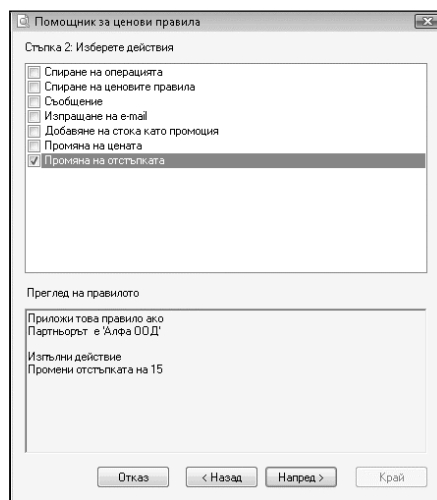 Помощник за ценови правила
Стъпка 2: Изберете действия
Спиране на операцията
Спиране на ценовите правила
Съобщение
Изпращане на e-mail
Добавяне на стока като промоция
Промяна на цената
Промяна на отстъпката
Преглед на правилото
Приложи това правило ако
Партньорът е 'Алфа ООД'
Изпълни действие
Промени отстъпката на 15
Отказ < Назад Напред > Край